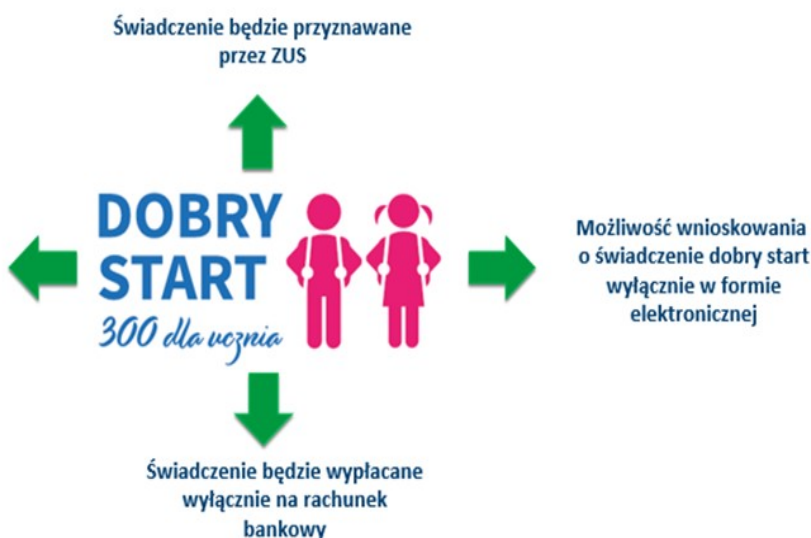 Świadczenie będzie przyznawane
przez ZUS
DOBRY
START
300 dla ucznia
Możliwość wnioskowania
o świadczenie dobry start
wyłącznie w formie
elektronicznej
Świadczenie będzie wypłacane
wyłącznie na rachunek
bankowy